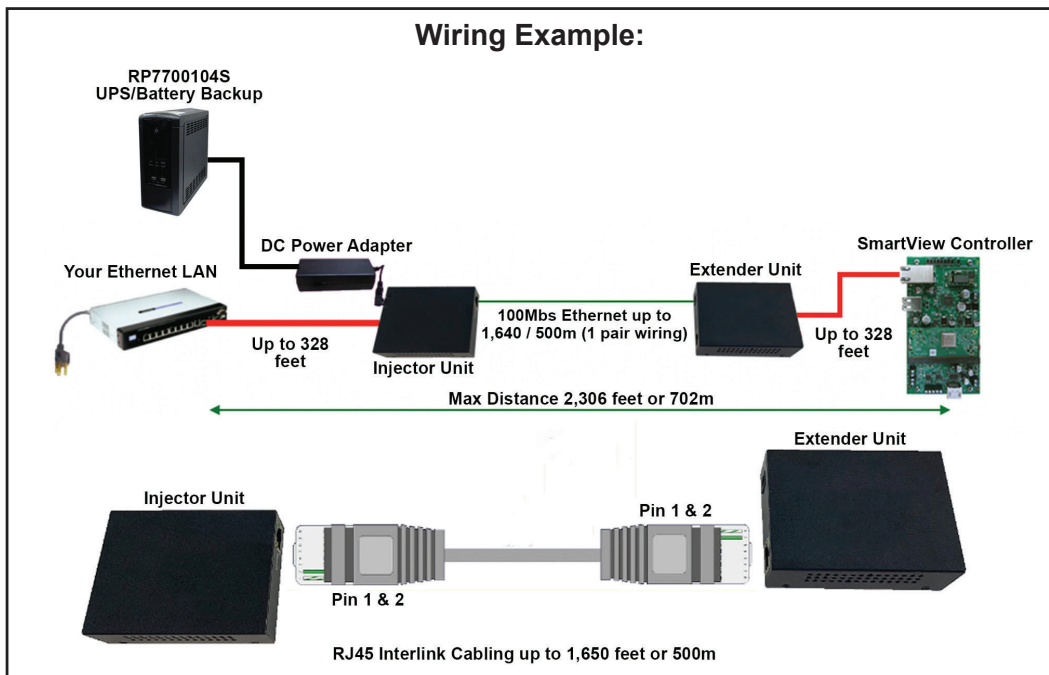 Wiring Example:
RP7700104S
UPS/Battery Backup
DC Power Adapter
SmartView Controller
Your Ethernet LAN
Extender Unit
100Mbs Ethernet up to
1,640 / 500m (1 pair wiring)
Up to 328
feet
Up to 328
feet
Injector Unit
Max Distance 2,306 feet or 702m
Extender Unit
Injector Unit
Pin 1 & 2
Pin 1 & 2
RJ45 Interlink Cabling up to 1,650 feet or 500m